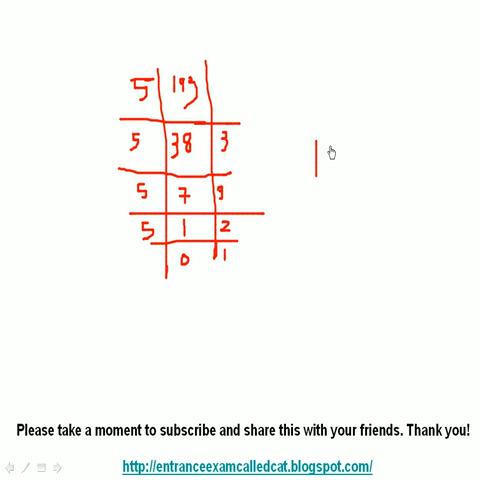 5 193
5 38 3
5 7 3
5 1 2
0 1
|
Please take a moment to subscribe and share this with your friends. Thank you!
http://entranceexamcalledcat.blogspot.com/